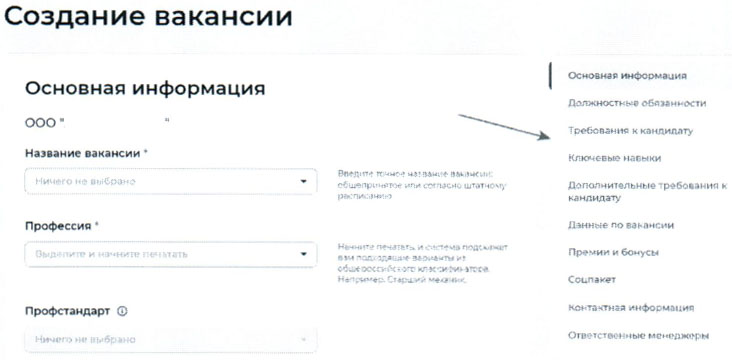 Создание вакансии
Основная информация
ООО "                "
Название вакансии *
Ничего не выбрано
Введите точное название вакансии:
общепринятое или согласно штатному
расписанию
Профессия *
Выделите и начните печатать
Начните печатать, и система подскажет
вам подходящие варианты из
общероссийского классификатора.
Например, Старший механик.
Профстандарт
Ничего не выбрано
Основная информация
Должностные обязанности
Требования к кандидату
Ключевые навыки
Дополнительные требования к
кандидату
Данные по вакансии
Премии и бонусы
Соцпакет
Контактная информация
Ответственные менеджеры